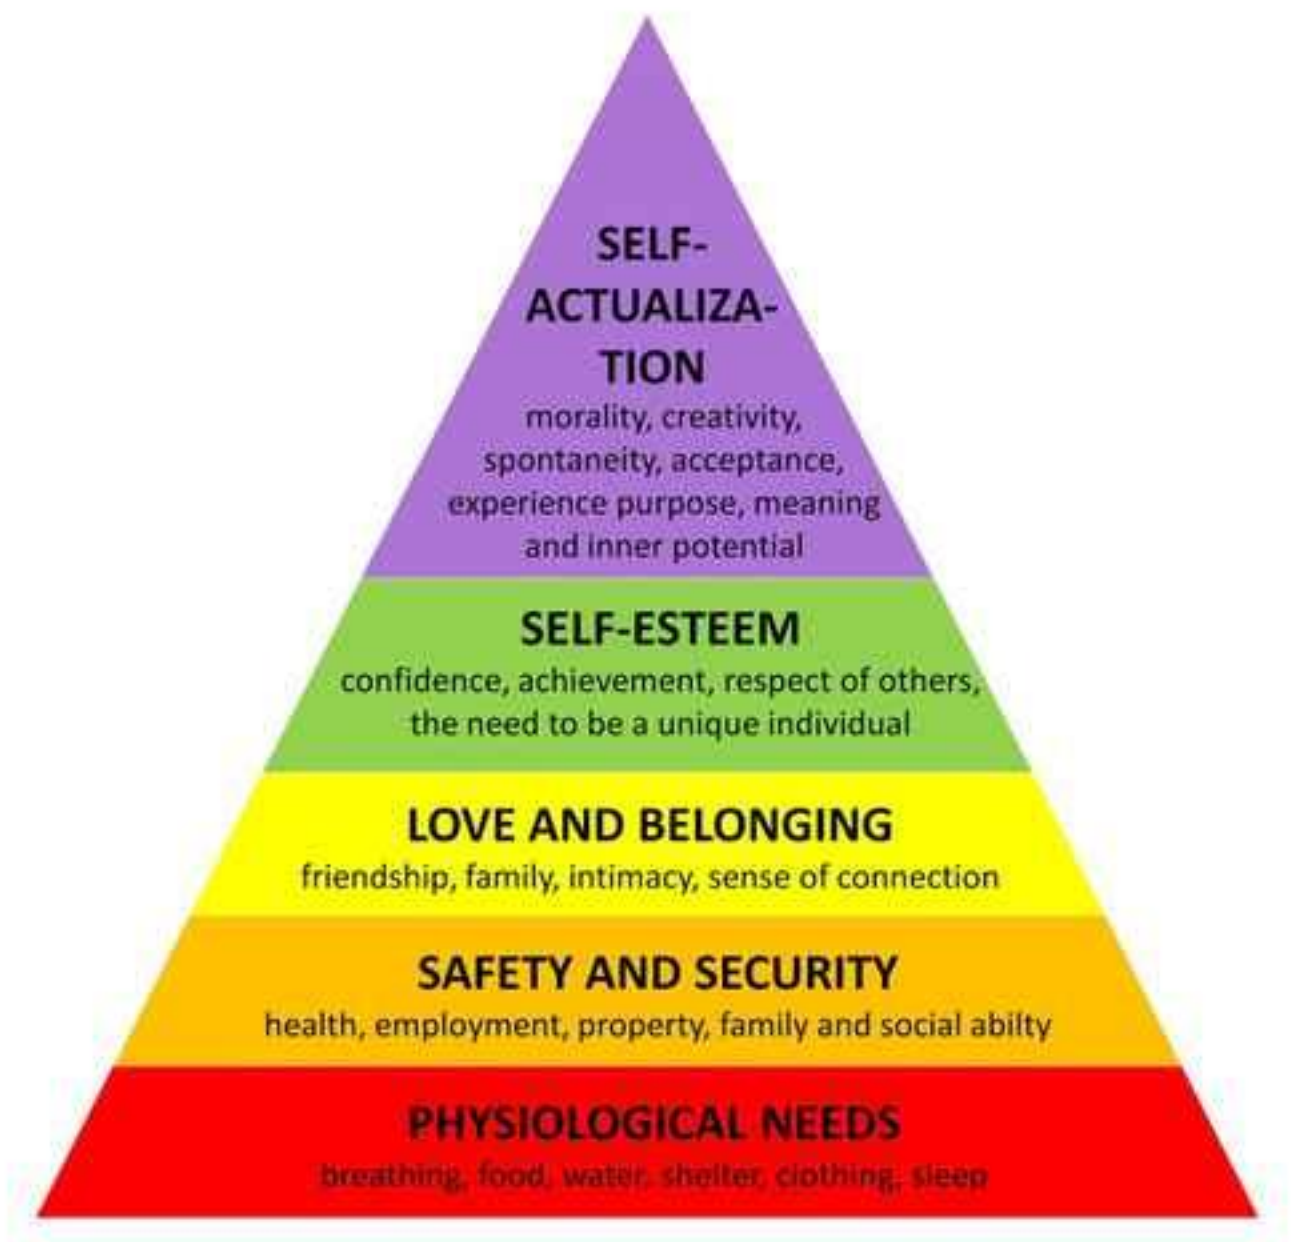 SELF-
ACTUALIZA-
TION
morality, creativity,
spontaneity, acceptance,
experience purpose, meaning
and inner potential
SELF-ESTEEM
confidence, achievement, respect of others,
the need to be a unique individual
LOVE AND BELONGING
friendship, family, intimacy, sense of connection
SAFETY AND SECURITY
health, employment, property, family and social abilty
PHYSIOLOGICAL NEEDS
breathing, food, water, shelter, clothing, sleep